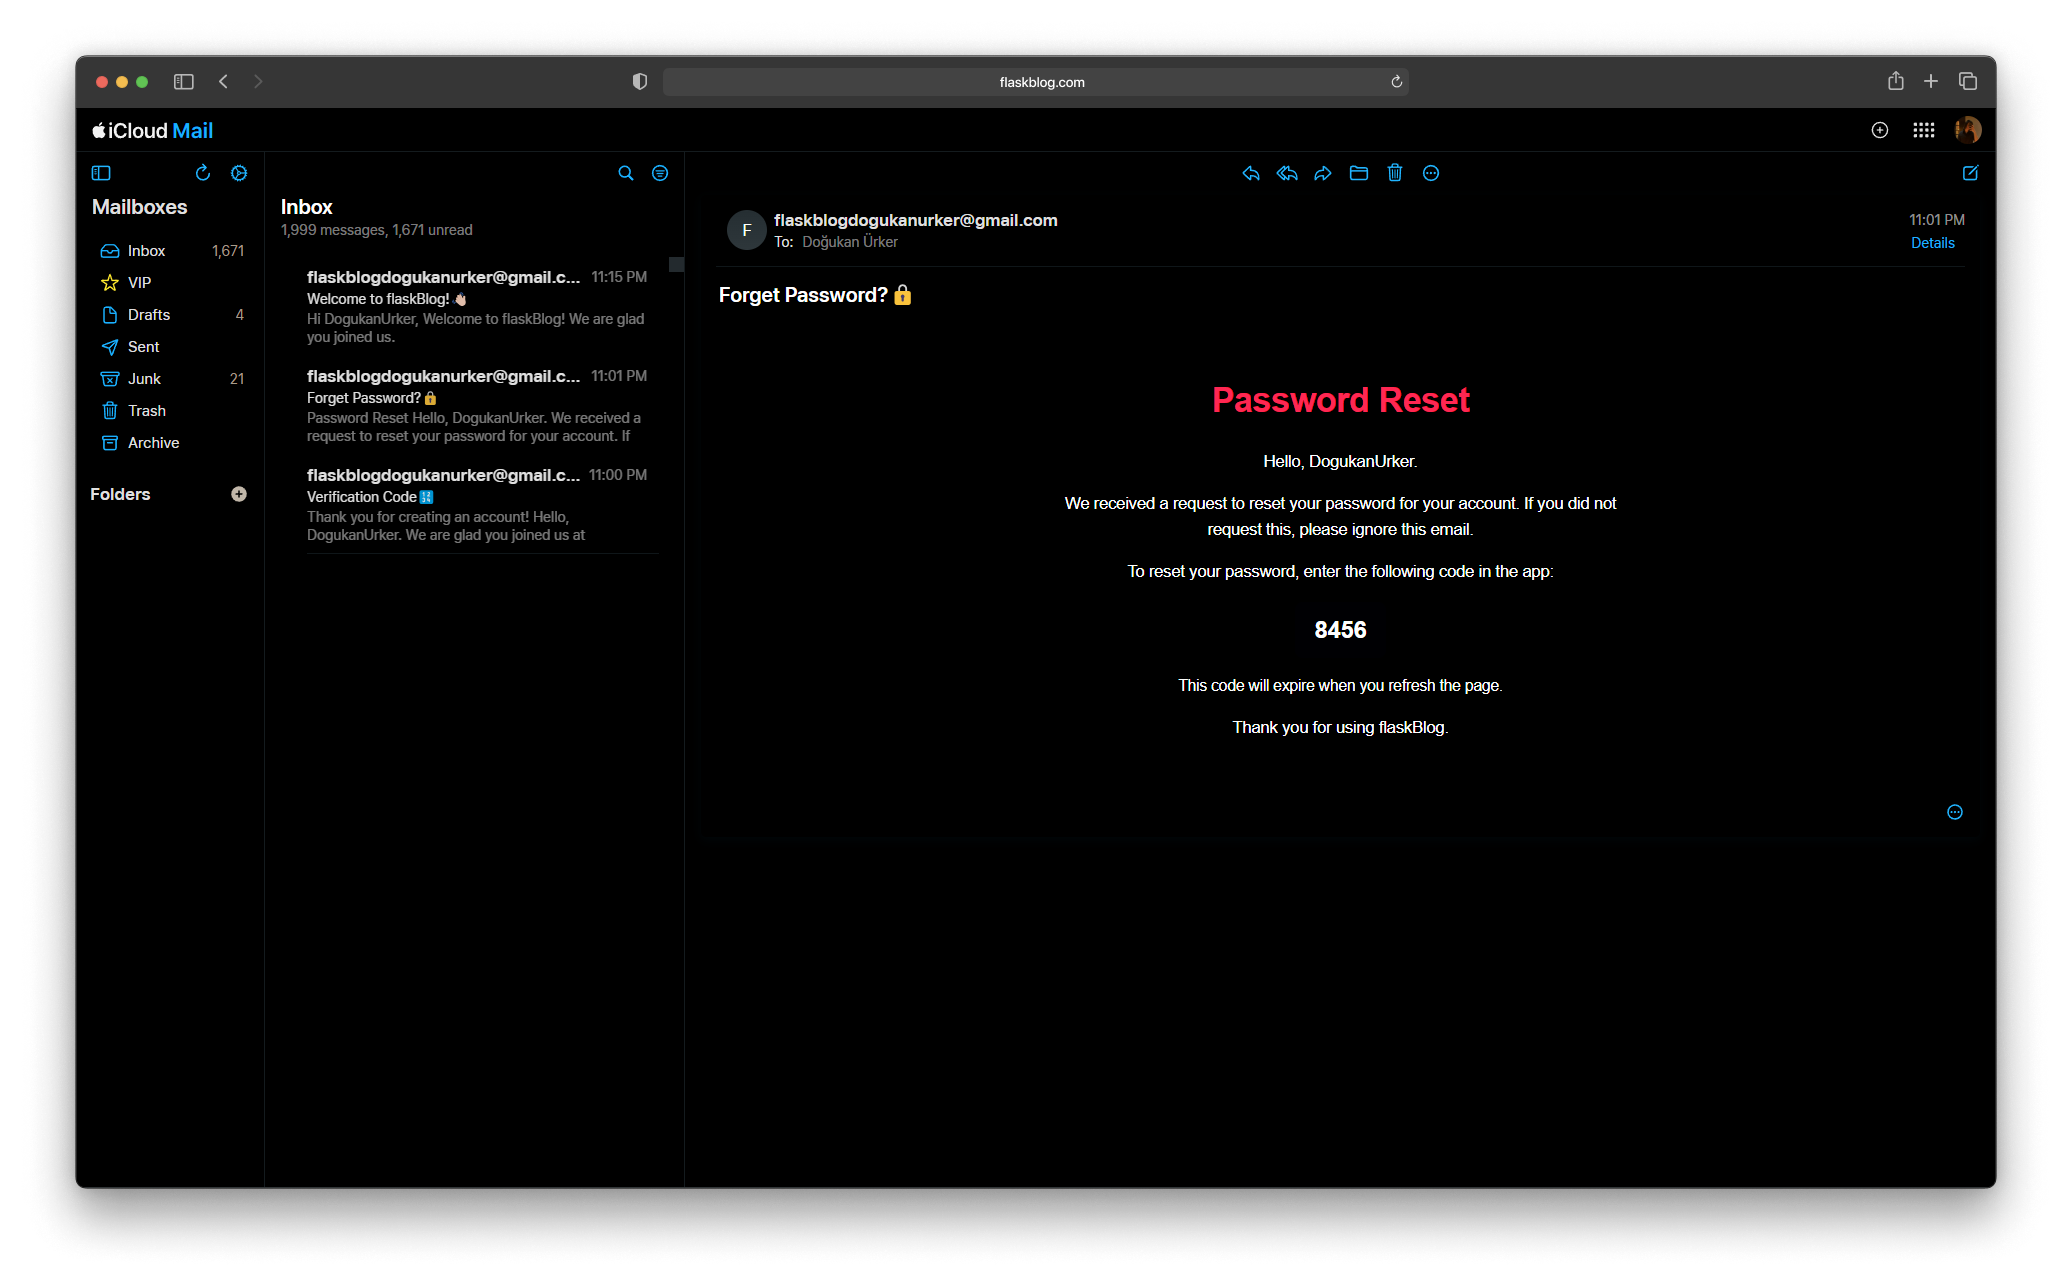 flaskblog.com
iCloud Mail
Mailboxes
Inbox 1,671
VIP
Drafts 4
Sent
Junk 21
Trash
Archive
Folders
Inbox
1,999 messages, 1,671 unread
flaskblogdogukanurker@gmail.c... 11:15 PM
Welcome to flaskBlog! 👋🏻
Hi DogukanUrker, Welcome to flaskBlog! We are glad
you joined us.
flaskblogdogukanurker@gmail.c... 11:01 PM
Forget Password? 🔒
Password Reset Hello, DogukanUrker. We received a
request to reset your password for your account. If
flaskblogdogukanurker@gmail.c... 11:00 PM
Verification Code 🔢
Thank you for creating an account! Hello,
DogukanUrker. We are glad you joined us at
F
flaskblogdogukanurker@gmail.com 11:01 PM
To: Doğukan Ürker Details
Forget Password? 🔒
Password Reset
Hello, DogukanUrker.
We received a request to reset your password for your account. If you did not
request this, please ignore this email.
To reset your password, enter the following code in the app:
8456
This code will expire when you refresh the page.
Thank you for using flaskBlog.